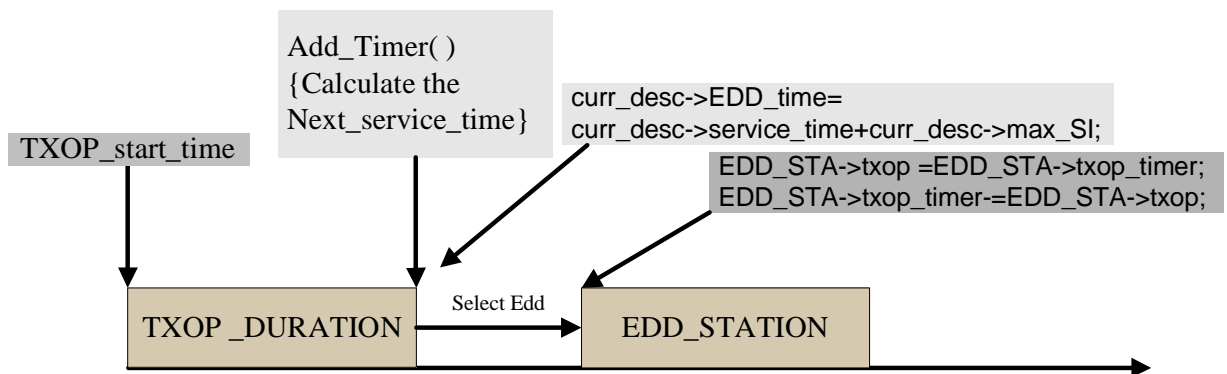 Add_Timer( )
{Calculate the
Next_service_time}
curr_desc->EDD_time=
curr_desc->service_time+curr_desc->max_SI;
TXOP_start_time
EDD_STA->txop =EDD_STA->txop_timer;
EDD_STA->txop_timer-=EDD_STA->txop;
TXOP _DURATION
Select Edd
EDD_STATION